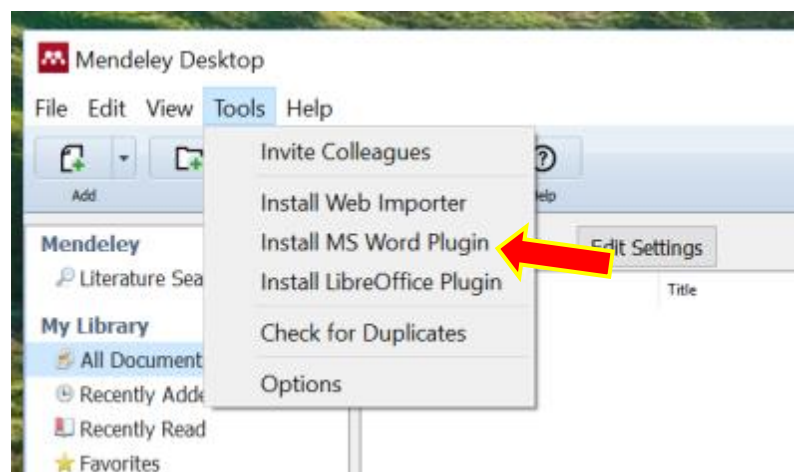 Mendeley Desktop
File Edit View Tools Help
Invite Colleagues
Add
Install Web Importer
Mendeley
Install MS Word Plugin
Edit Settings
Literature Sea
Install LibreOffice Plugin
Title
My Library
Check for Duplicates
All Document
Recently Adde
Options
Recently Read
Favorites